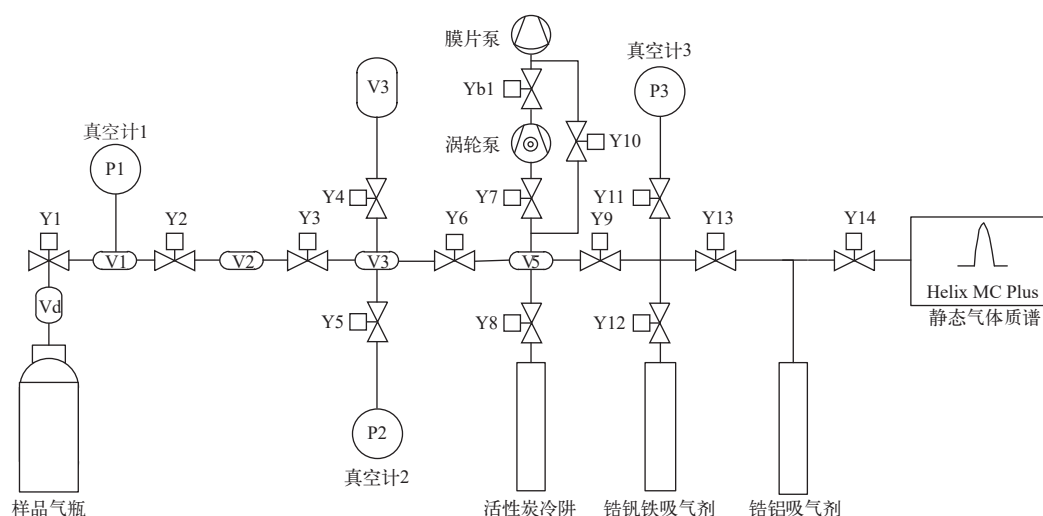 膜片泵
真空计3
V3
Yb1
P3
真空计1
涡轮泵
Y10
P1
Y4
Y7
Y11
Y1
Y2
Y3
Y6
Y9
Y13
Y14
V1
V2
V3
V5
Helix MC Plus
静态气体质谱
Vd
Y5
Y8
Y12
P2
真空计2
样品气瓶
活性炭冷阱
锆钒铁吸气剂
锆铝吸气剂